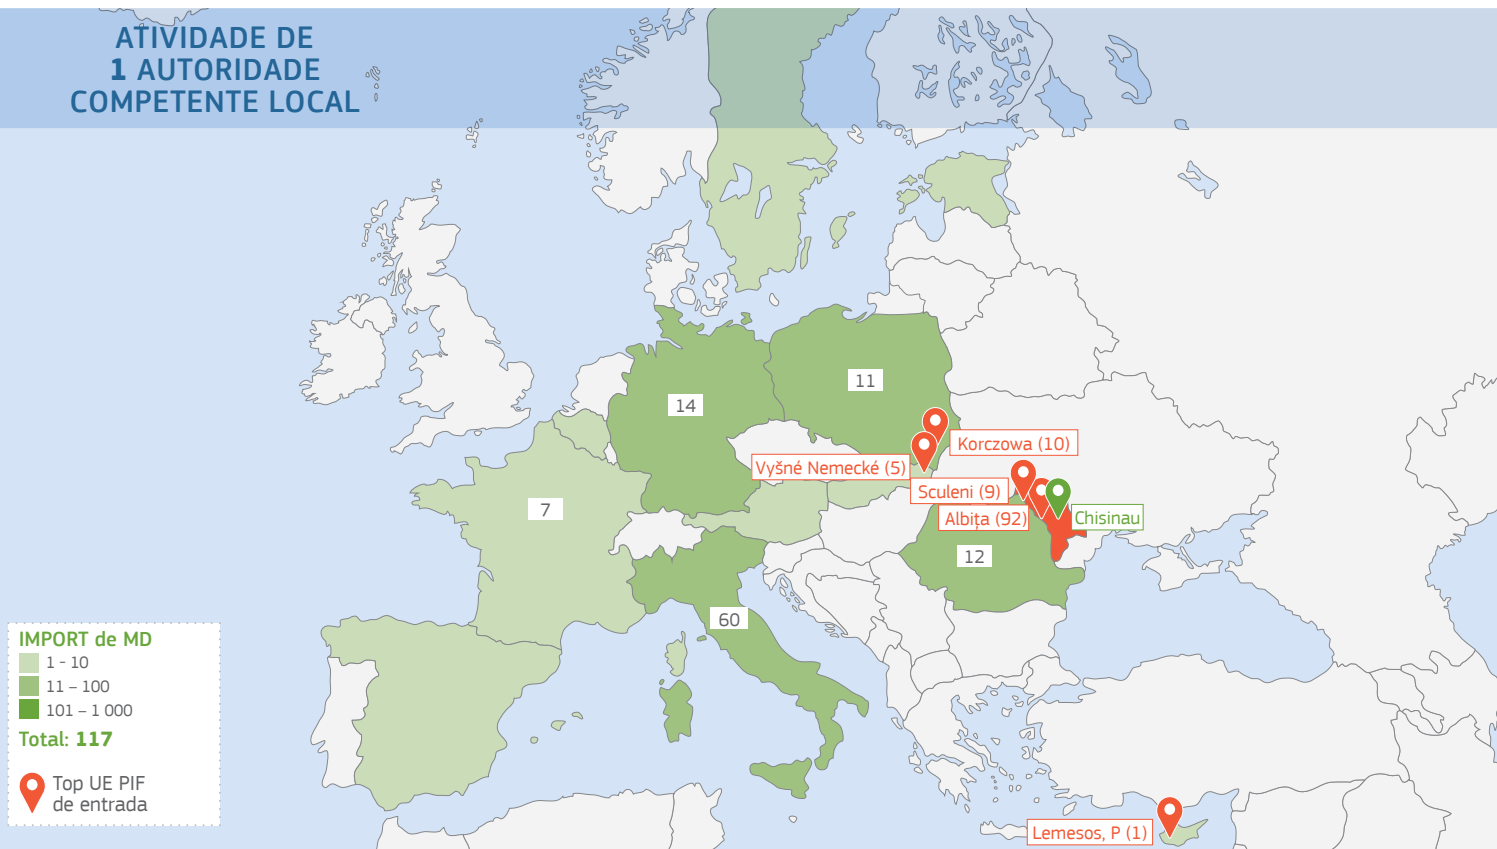 ATIVIDADE DE
1 AUTORIDADE
COMPETENTE LOCAL
11
14
Korczowa (10)
Vyšné Nemecké (5)
Sculeni (9)
7
Albița (92)
Chisinau
12
60
IMPORT de MD
1 - 10
11 – 100
101 – 1 000
Total: 117
Top UE PIF
de entrada
Lemesos, P (1)